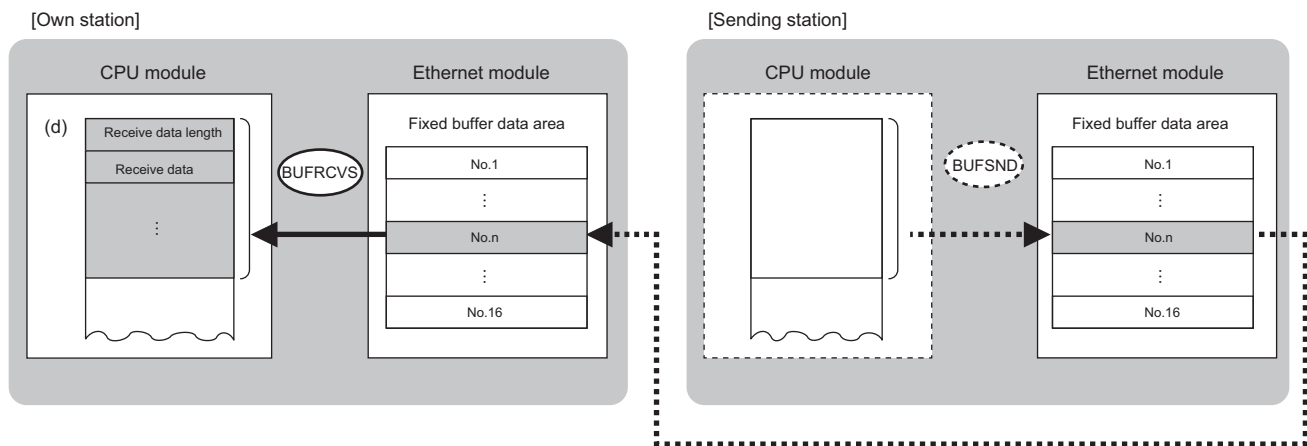 [Own station]
CPU module
(d)
Receive data length
Receive data
⋮
BUFRCVS
Ethernet module
Fixed buffer data area
No.1
⋮
No.n
⋮
No.16
[Sending station]
CPU module
BUFSND
Ethernet module
Fixed buffer data area
No.1
⋮
No.n
⋮
No.16